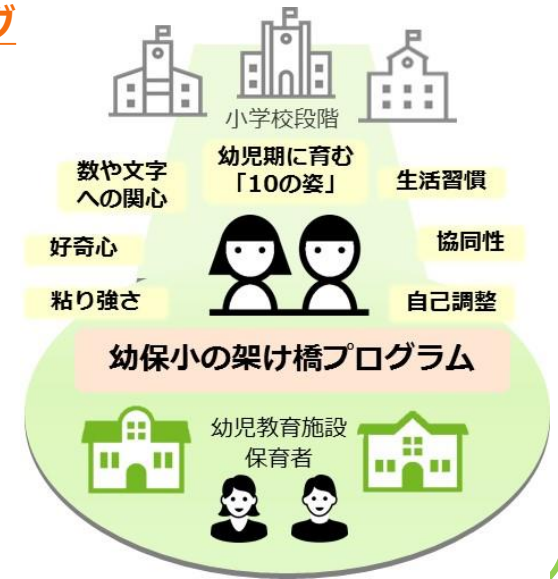 ブ
小学校段階
幼児期に育む
「10の姿」
数や文字
への関心
生活習慣
好奇心
協同性
粘り強さ
自己調整
幼保小の架け橋プログラム
幼児教育施設
保育者